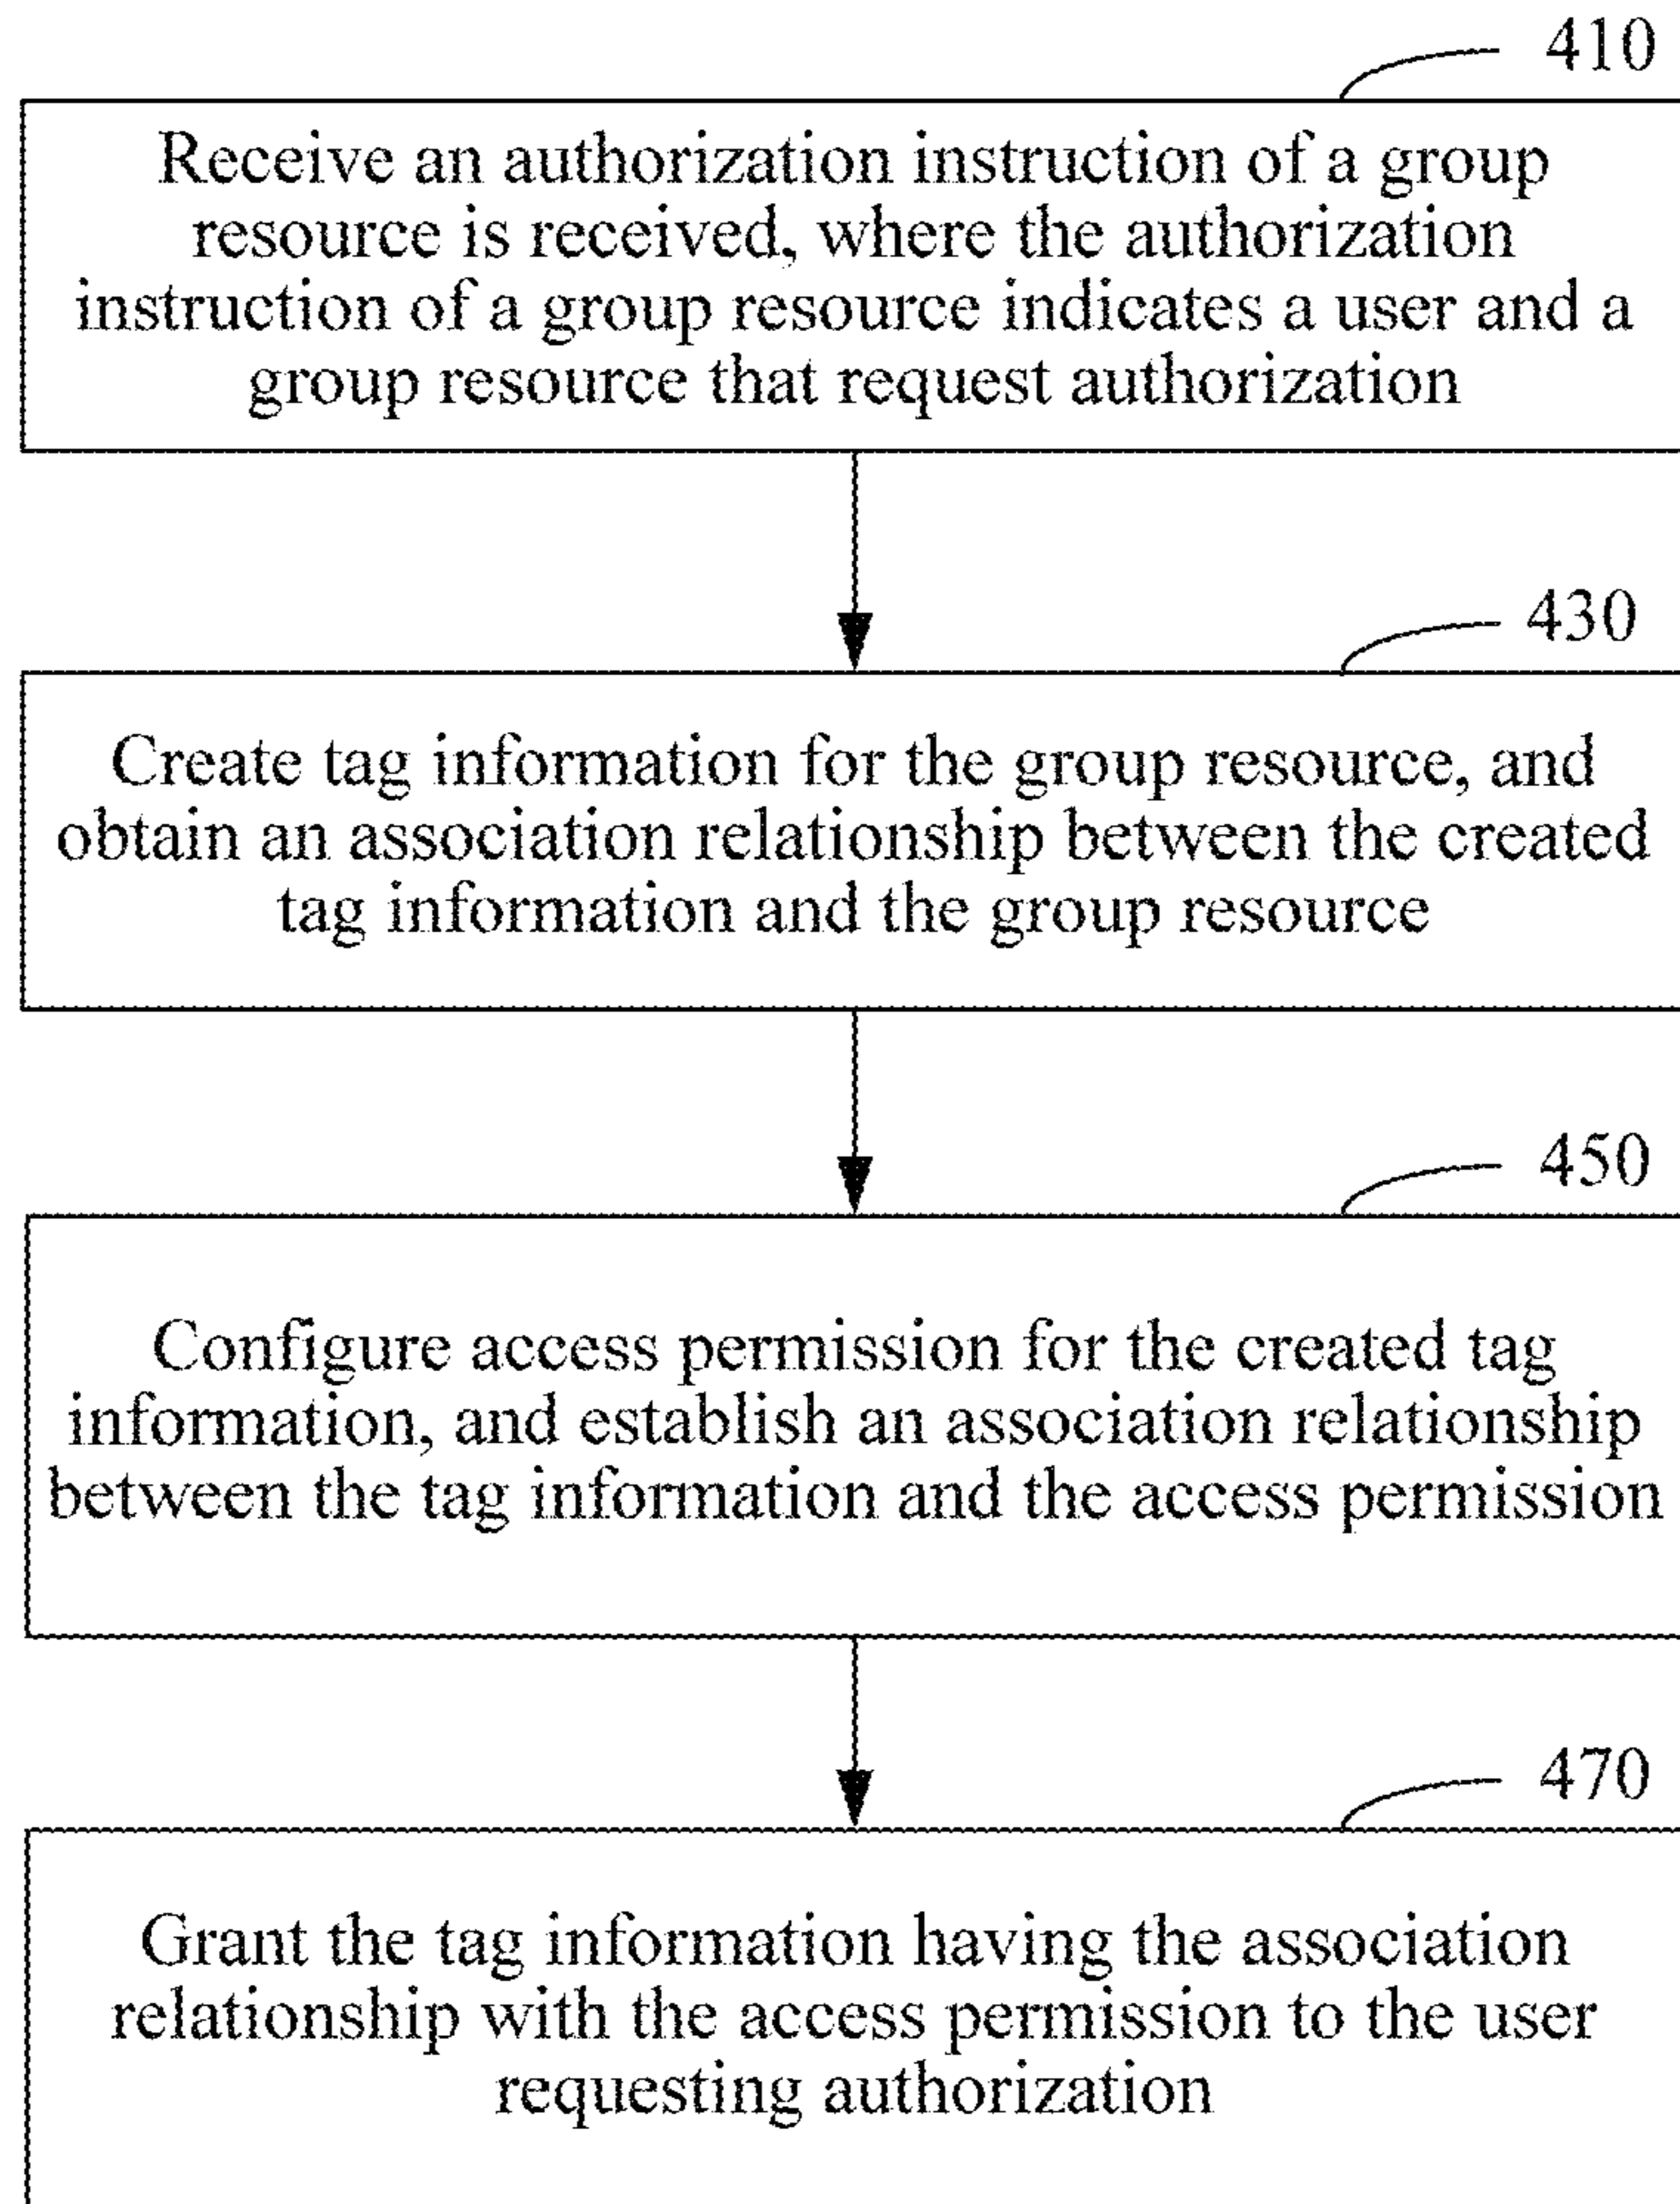 410
Receive an authorization instruction of a group
resource is received, where the authorization
instruction of a group resource indicates a user and a
group resource that request authorization
430
Create tag information for the group resource, and
obtain an association relationship between the created
tag information and the group resource
450
Configure access permission for the created tag
information, and establish an association relationship
between the tag information and the access permission
470
Grant the tag information having the association
relationship with the access permission to the user
requesting authorization